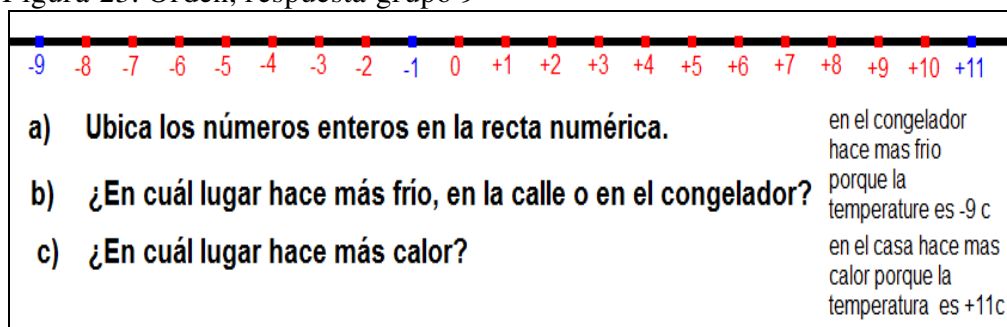 Figura 25. Orden, respuesta grupo 9
-9 -8 -7 -6 -5 -4 -3 -2 -1 0 +1 +2 +3 +4 +5 +6 +7 +8 +9 +10 +11
a) Ubica los números enteros en la recta numérica.
b) ¿En cuál lugar hace más frío, en la calle o en el congelador?
en el congelador
hace mas frio
porque la
temperature es -9 c
c) ¿En cuál lugar hace más calor?
en el casa hace mas
calor porque la
temperatura es +11c